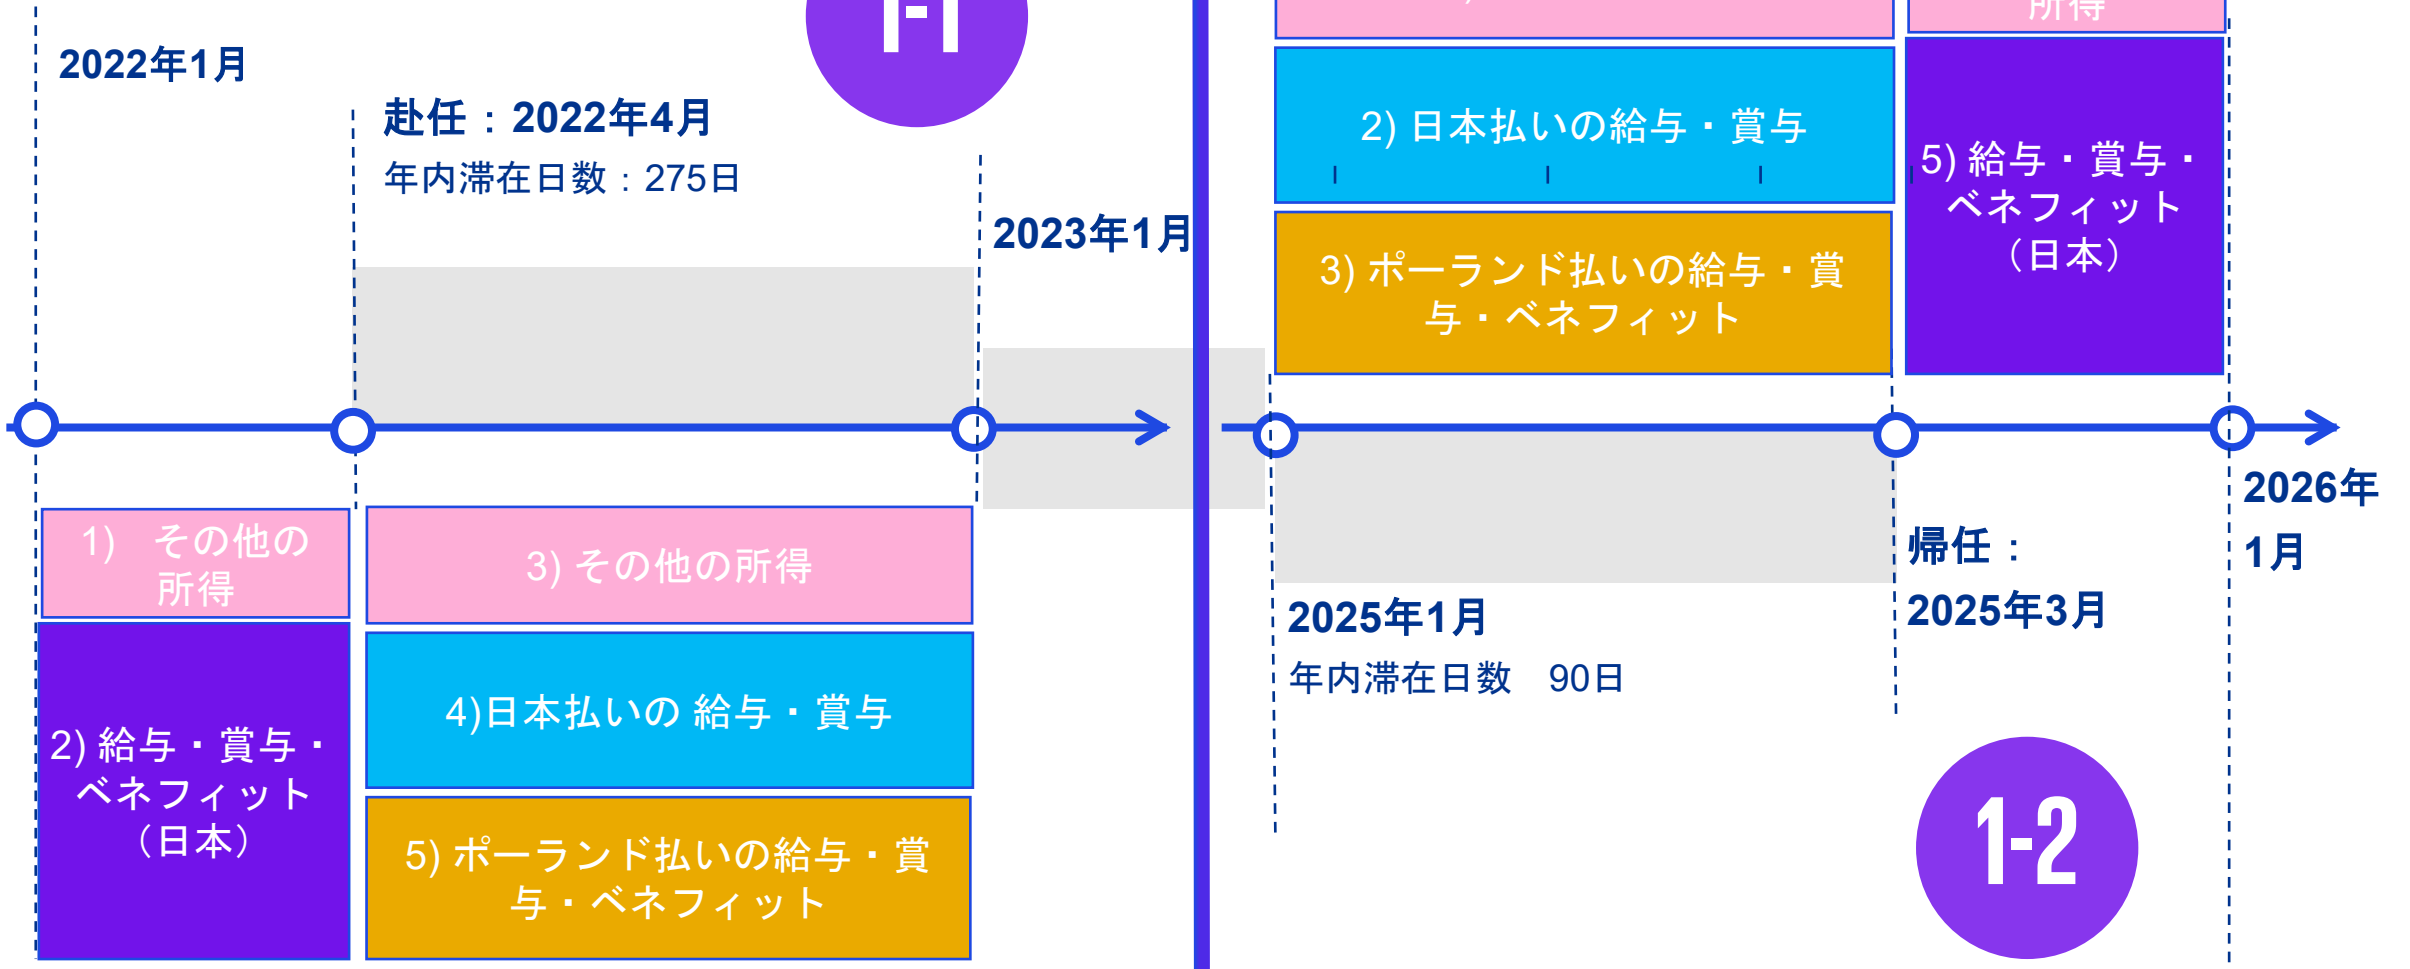 1-1
2022年1月
赴任：2022年4月
年内滞在日数：275日
2023年1月
1) その他の
所得
2) 給与・賞与・
ベネフィット
（日本）
3) その他の所得
4)日本払いの 給与・賞与
5) ポーランド払いの給与・賞
与・ベネフィット
所得
2) 日本払いの給与・賞与
3) ポーランド払いの給与・賞
与・ベネフィット
5) 給与・賞与・
ベネフィット
（日本）
2025年1月
年内滞在日数 90日
帰任：
2025年3月
2026年
1月
1-2